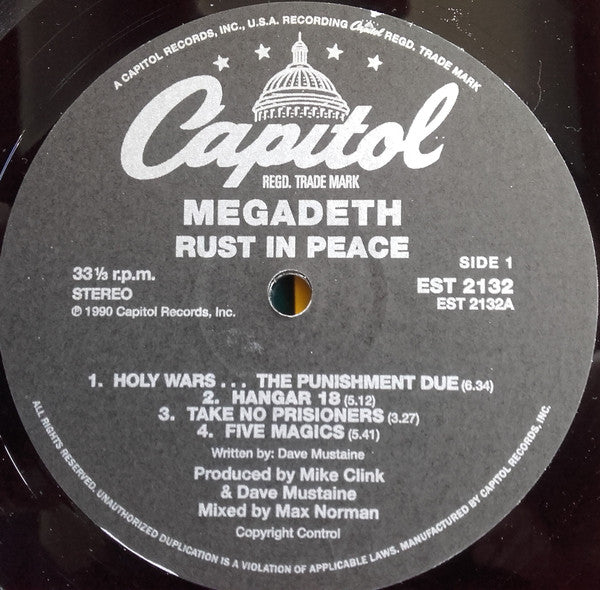 A CAPITOL RECORDS, INC., U.S.A. RECORDING Capitol REGD. TRADE MARK
Capitol
REGD. TRADE MARK
MEGADETH
RUST IN PEACE
33⅓ r.p.m.
STEREO
℗ 1990 Capitol Records, Inc.
SIDE 1
EST 2132
EST 2132A
1. HOLY WARS . . . THE PUNISHMENT DUE (6.34)
2. HANGAR 18 (5.12)
3. TAKE NO PRISIONERS (3.27)
4. FIVE MAGICS (5.41)
Written by: Dave Mustaine
Produced by Mike Clink
& Dave Mustaine
Mixed by Max Norman
Copyright Control
ALL RIGHTS RESERVED. UNAUTHORIZED DUPLICATION IS A VIOLATION OF APPLICABLE LAWS. MANUFACTURED BY CAPITOL RECORDS, INC.